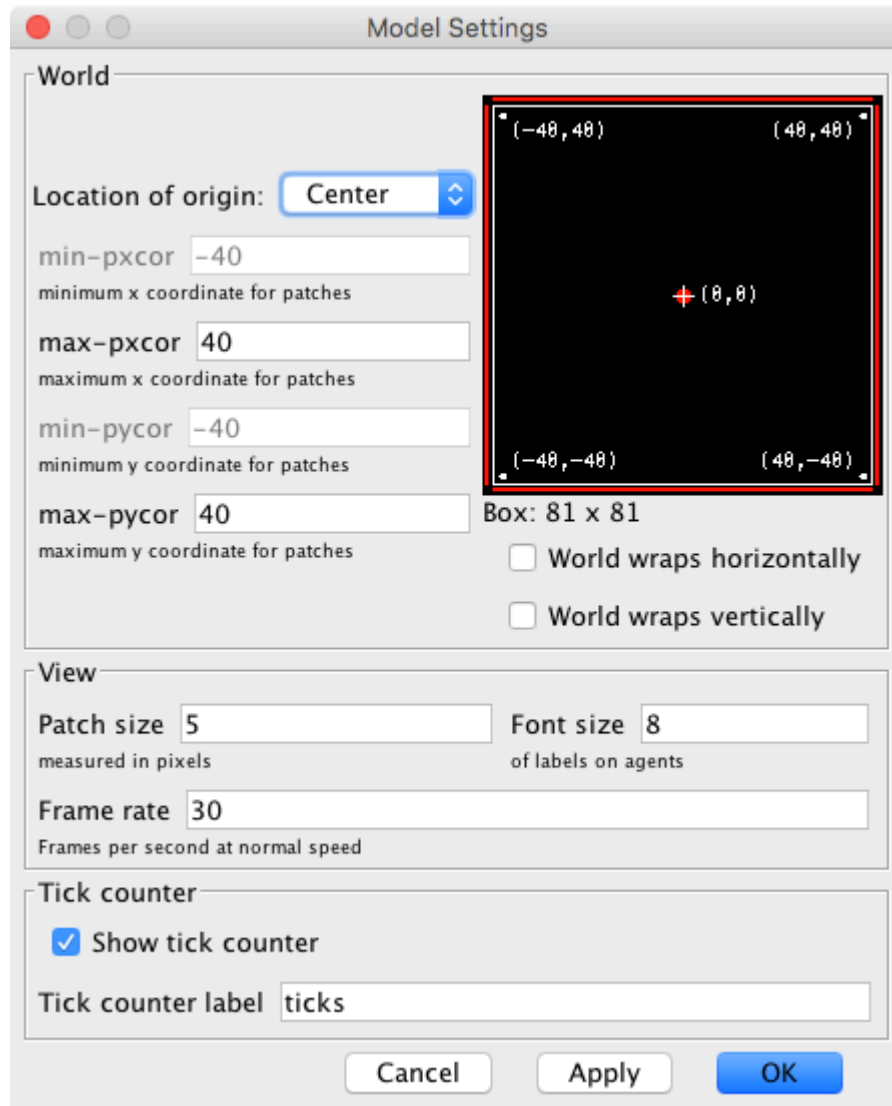 Model Settings
World
(-40,40) (40,40)
Location of origin: Center
min-pxcor -40
minimum x coordinate for patches
(0,0)
max-pxcor 40
maximum x coordinate for patches
min-pycor -40
minimum y coordinate for patches
(-40,-40) (40,-40)
max-pycor 40
maximum y coordinate for patches
Box: 81 x 81
World wraps horizontally
World wraps vertically
View
Patch size 5 Font size 8
measured in pixels of labels on agents
Frame rate 30
Frames per second at normal speed
Tick counter
Show tick counter
Tick counter label ticks
Cancel Apply OK